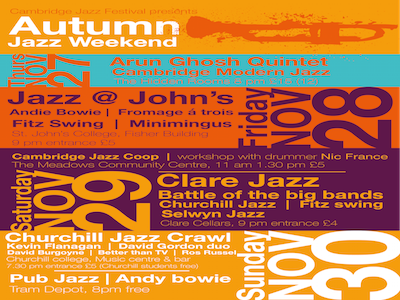 Cambridge Jazz Festival presents
Autumn
Jazz Weekend
Thurs
NOV
27
Arun Ghosh Quintet
Cambridge Modern Jazz
Friday
NOV
28
Jazz @ John's
Andie Bowie | Fromage á trois
Fitz Swing | Minimingus
St. John's College, Fisher Building
9 pm entrance £5
Cambridge Jazz Coop | workshop with drummer Nic France
The Meadows Community Centre, 11 am 1.30 pm £5
Saturday
NOV
29
Clare Jazz
Battle of the big bands
Churchill Jazz | Fitz swing
Selwyn Jazz
Clare Cellars, 9 pm entrance £4
Sunday
NOV
30
Churchill Jazz Crawl
Kevin Flanagan | David Gordon duo
David Burgoyne | Better than TV | Ros Russel
Churchill college, Music centre & bar
7.30 pm entrance £5 (Churchill students free)
Pub Jazz | Andy bowie
Tram Depot, 8pm free